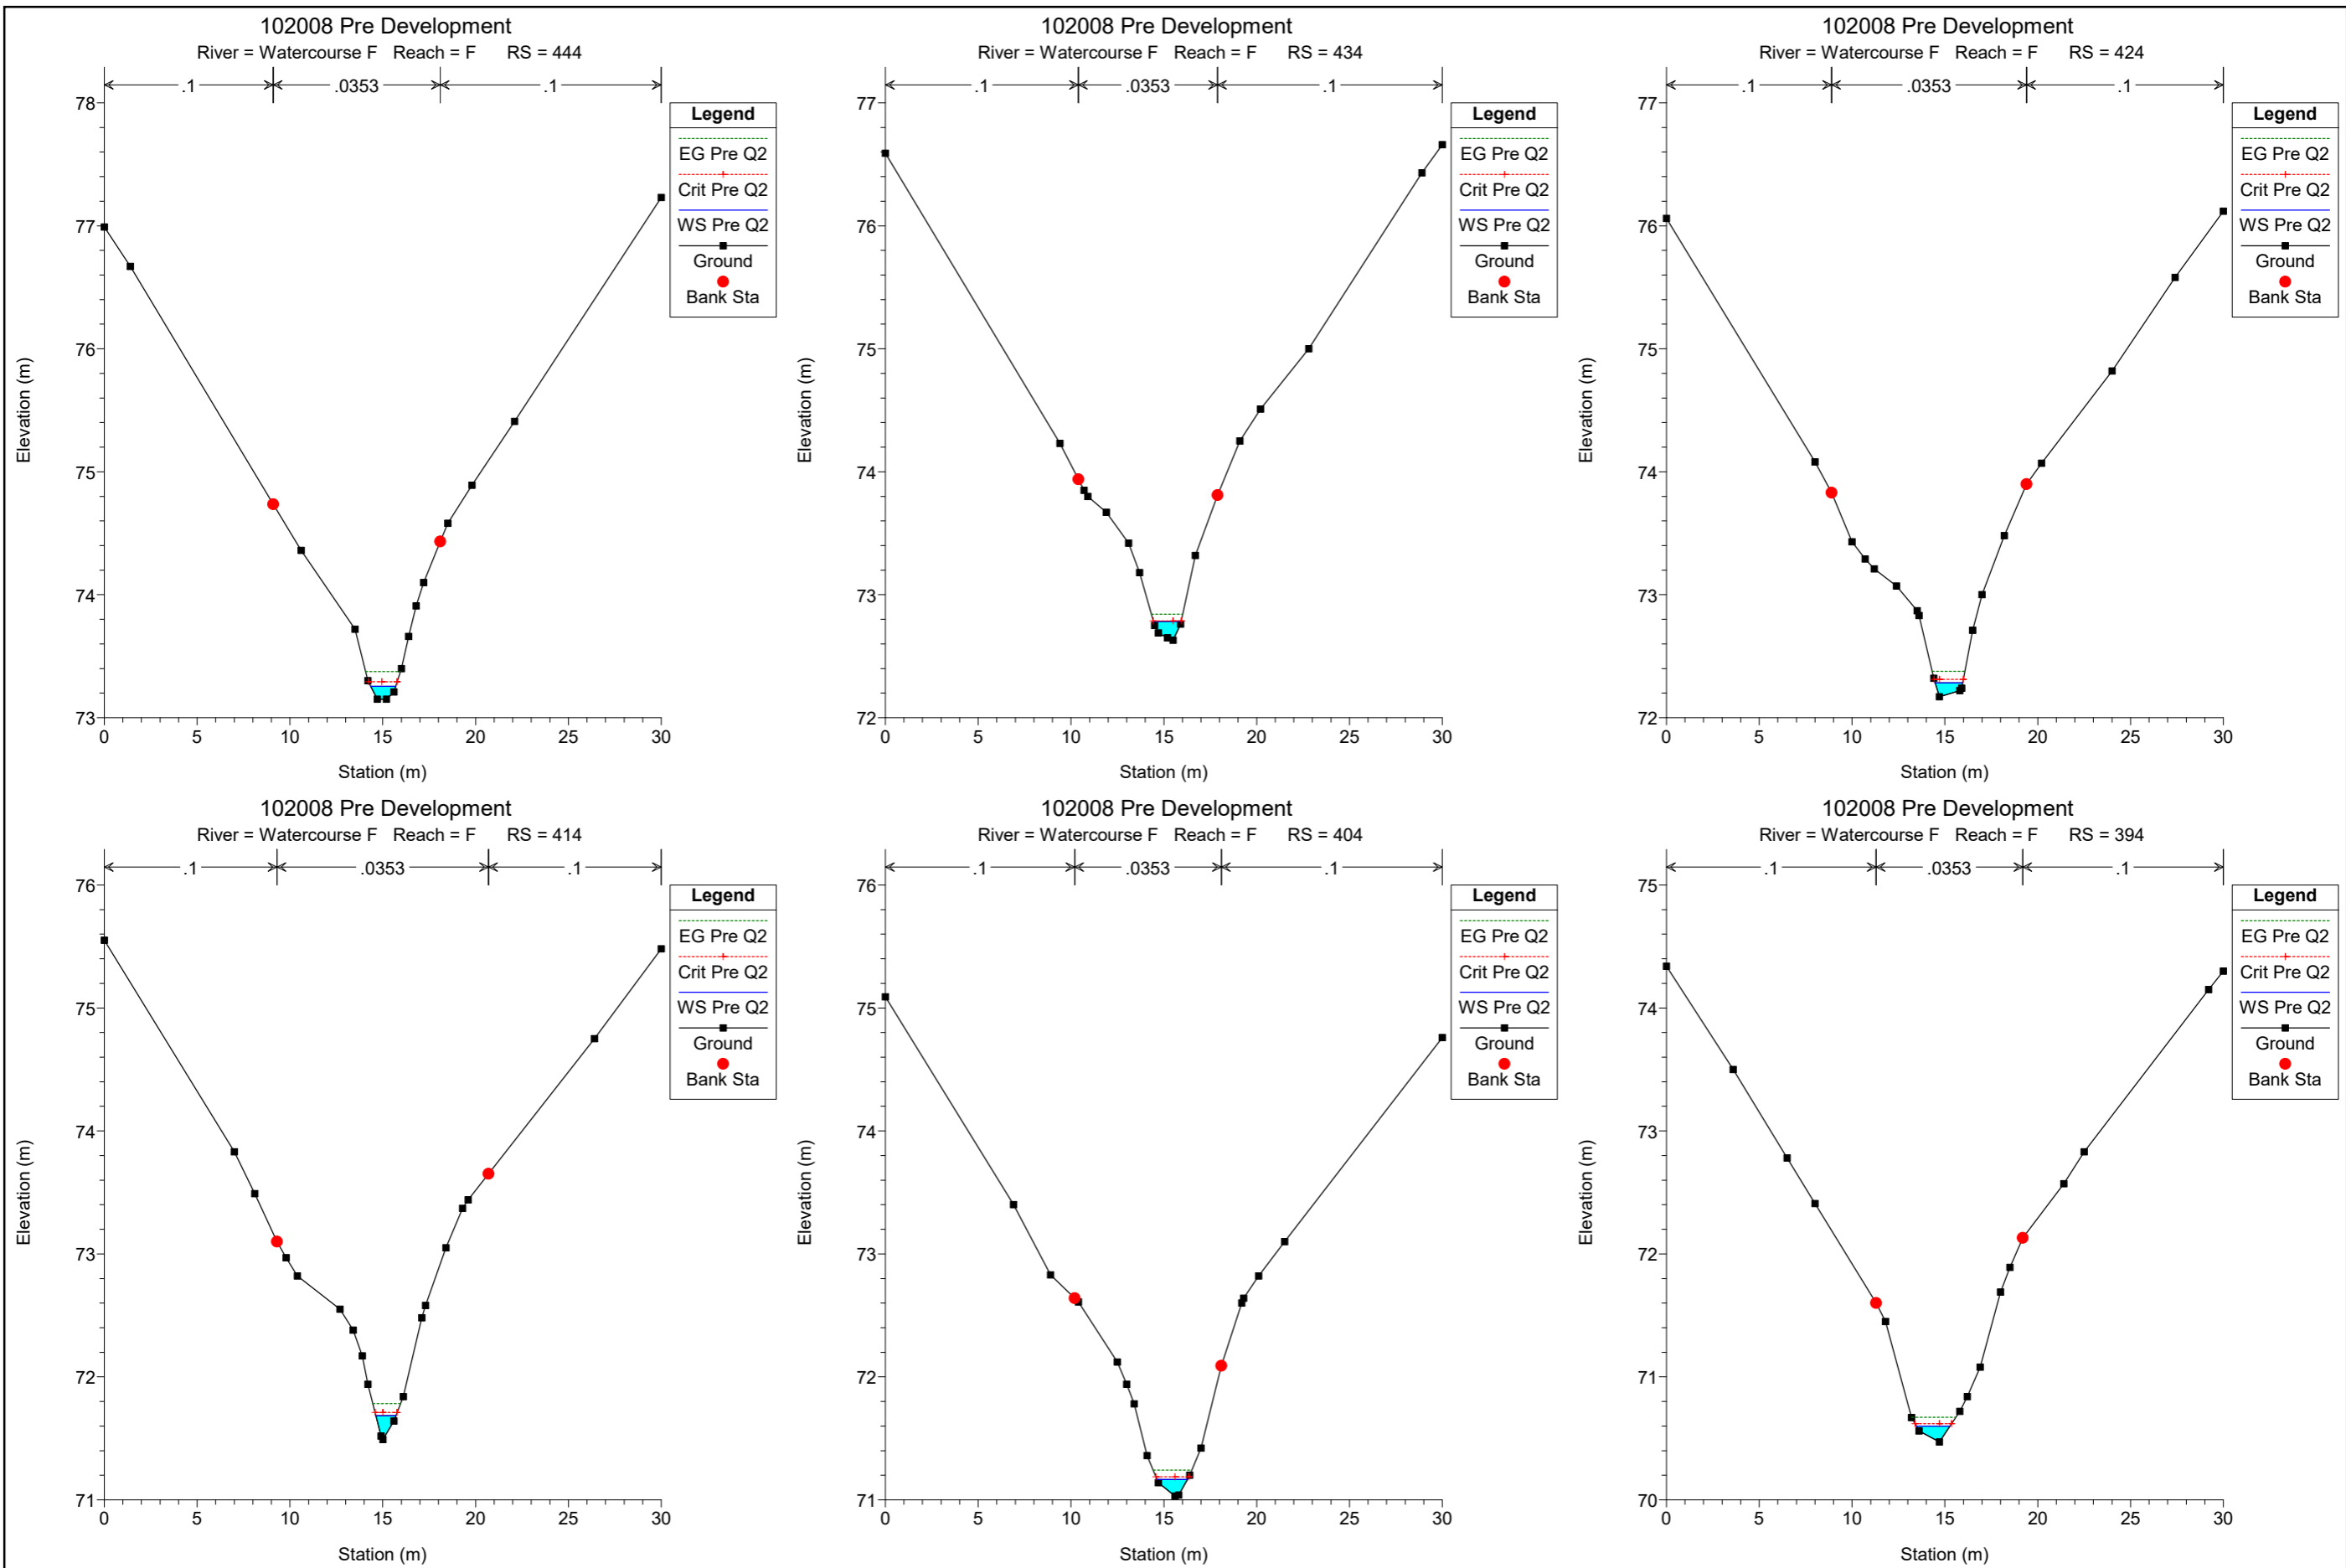 102008 Pre Development
River = Watercourse F Reach = F RS = 444
.1 .0353 .1
Legend
EG Pre Q2
Crit Pre Q2
WS Pre Q2
Ground
Bank Sta
78
77
76
75
74
73
0 5 10 15 20 25 30
Elevation (m)
Station (m)
102008 Pre Development
River = Watercourse F Reach = F RS = 434
.1 .0353 .1
Legend
EG Pre Q2
Crit Pre Q2
WS Pre Q2
Ground
Bank Sta
77
76
75
74
73
72
0 5 10 15 20 25 30
Elevation (m)
Station (m)
102008 Pre Development
River = Watercourse F Reach = F RS = 424
.1 .0353 .1
Legend
EG Pre Q2
Crit Pre Q2
WS Pre Q2
Ground
Bank Sta
77
76
75
74
73
72
0 5 10 15 20 25 30
Elevation (m)
Station (m)
102008 Pre Development
River = Watercourse F Reach = F RS = 414
.1 .0353 .1
Legend
EG Pre Q2
Crit Pre Q2
WS Pre Q2
Ground
Bank Sta
76
75
74
73
72
71
0 5 10 15 20 25 30
Elevation (m)
Station (m)
102008 Pre Development
River = Watercourse F Reach = F RS = 404
.1 .0353 .1
Legend
EG Pre Q2
Crit Pre Q2
WS Pre Q2
Ground
Bank Sta
76
75
74
73
72
71
0 5 10 15 20 25 30
Elevation (m)
Station (m)
102008 Pre Development
River = Watercourse F Reach = F RS = 394
.1 .0353 .1
Legend
EG Pre Q2
Crit Pre Q2
WS Pre Q2
Ground
Bank Sta
75
74
73
72
71
70
0 5 10 15 20 25 30
Elevation (m)
Station (m)